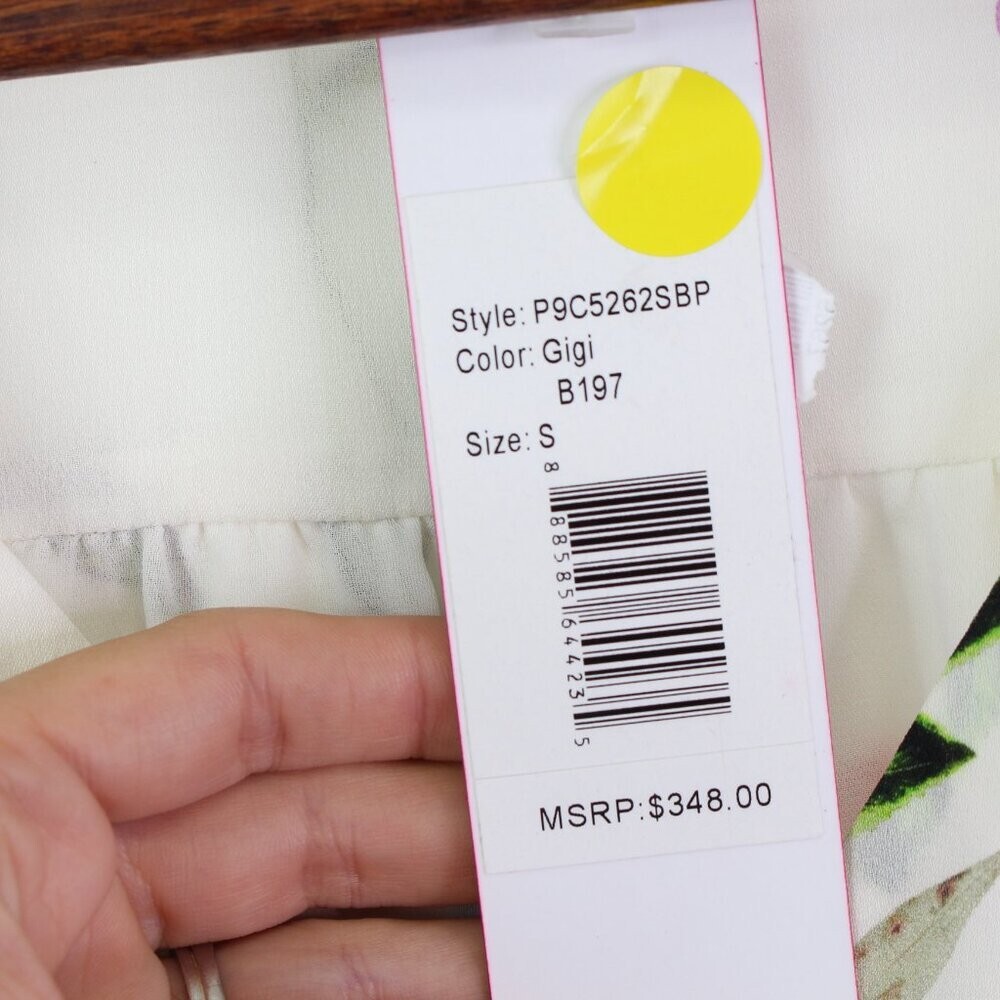 Style: P9C5262SBP
Color: Gigi
B197
Size: S
8 88585 64423 5
MSRP:$348.00